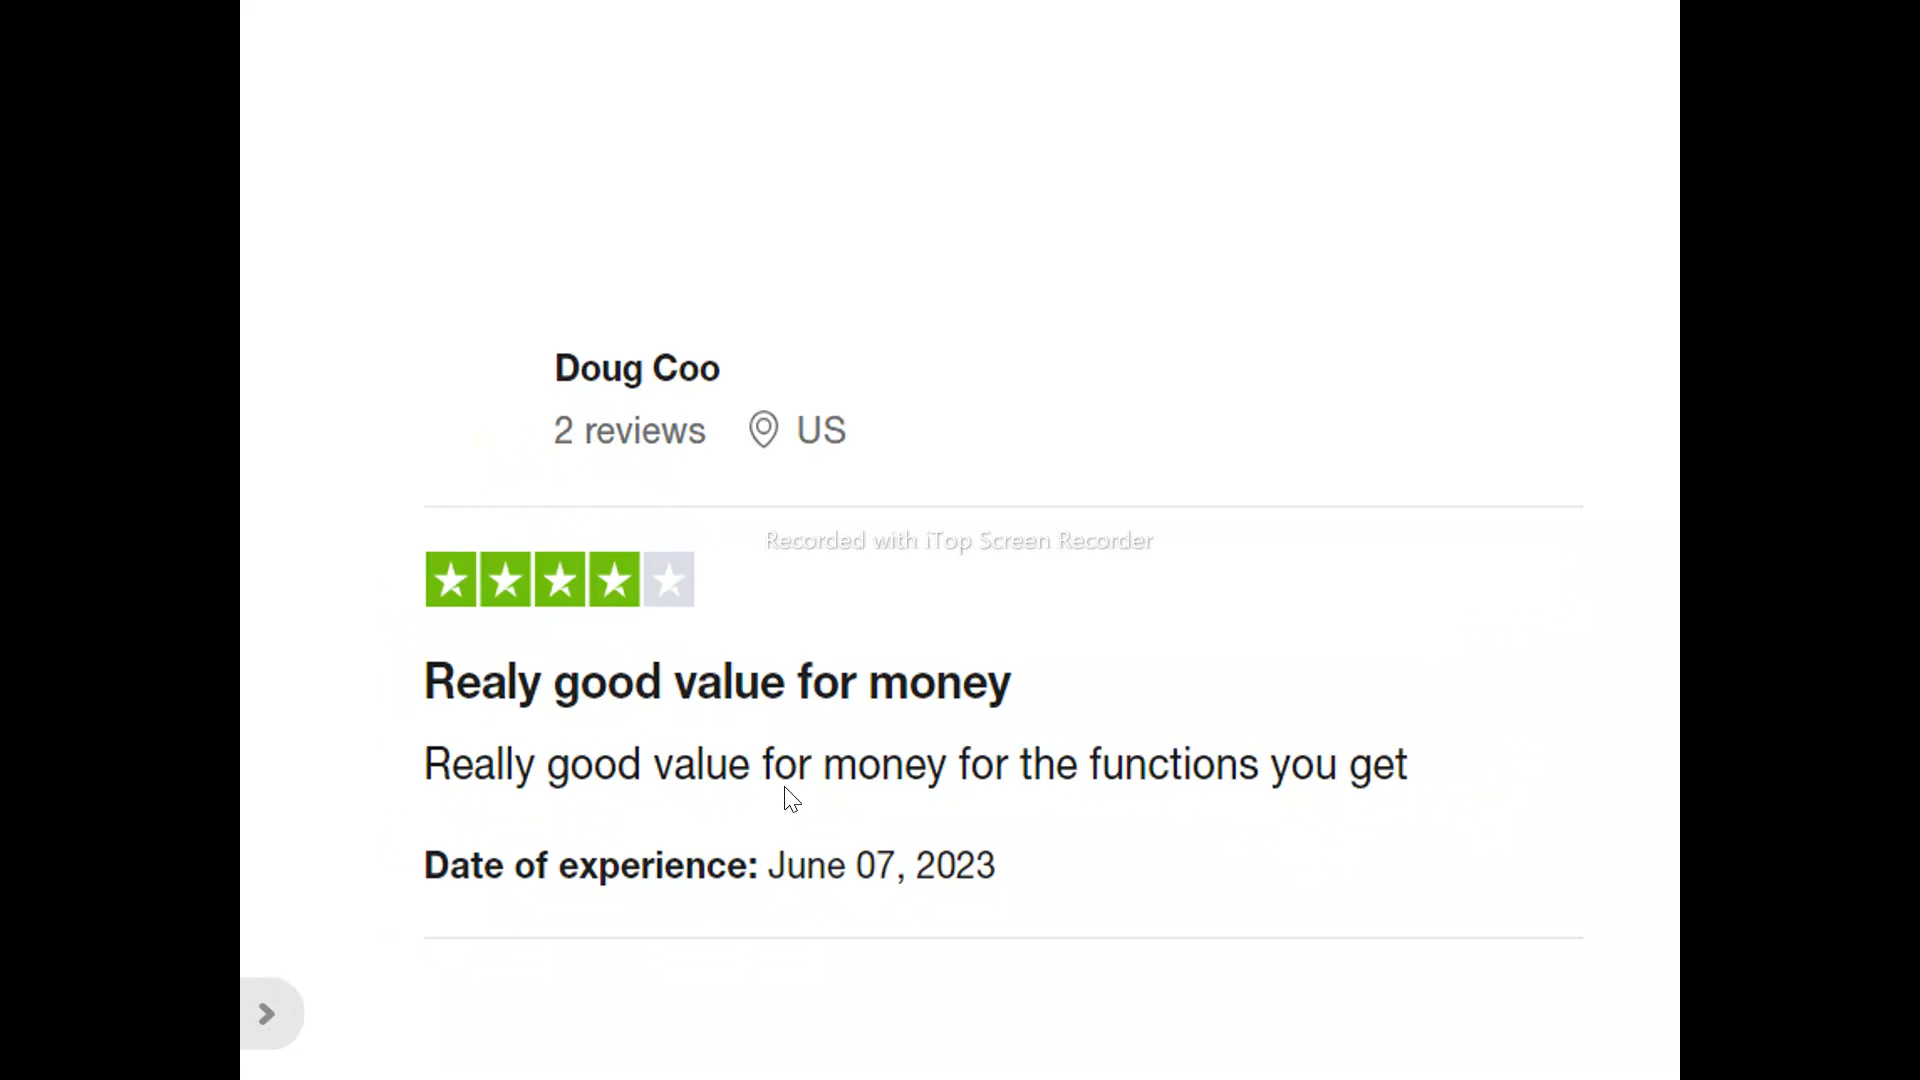 Doug Coo
2 reviews US
Recorded with iTop Screen Recorder
Realy good value for money
Really good value for money for the functions you get
Date of experience: June 07, 2023